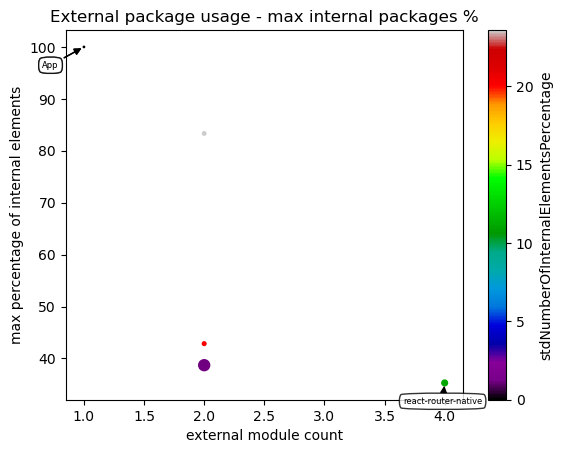 External package usage - max internal packages %
max percentage of internal elements
100
90
80
70
60
50
40
App
react-router-native
1.0 1.5 2.0 2.5 3.0 3.5 4.0
external module count
20
15
10
5
0
stdNumberOfInternalElementsPercentage